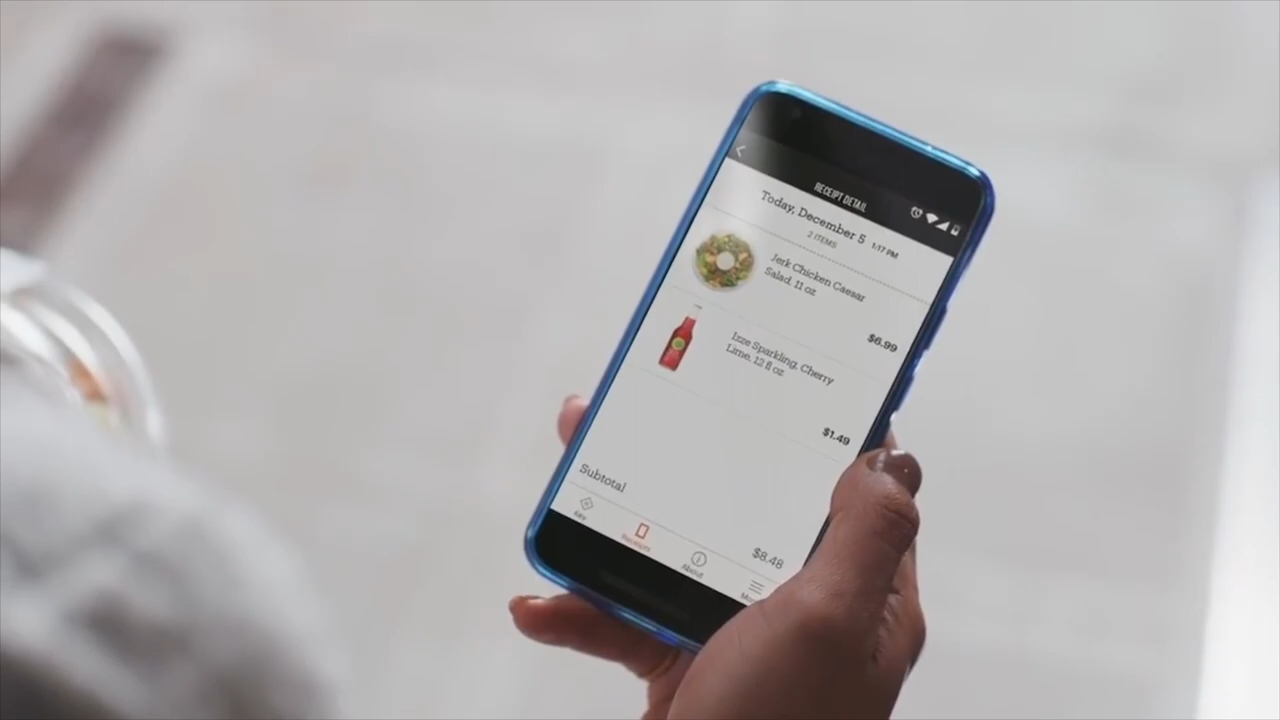 RECEIPT DETAIL
Today, December 5 1:17 PM
2 ITEMS
Jerk Chicken Caesar
Salad, 11 oz
$6.99
Izze Sparkling, Cherry
Lime, 12 fl oz
$1.49
Subtotal
$8.48
Key
Receipts
About